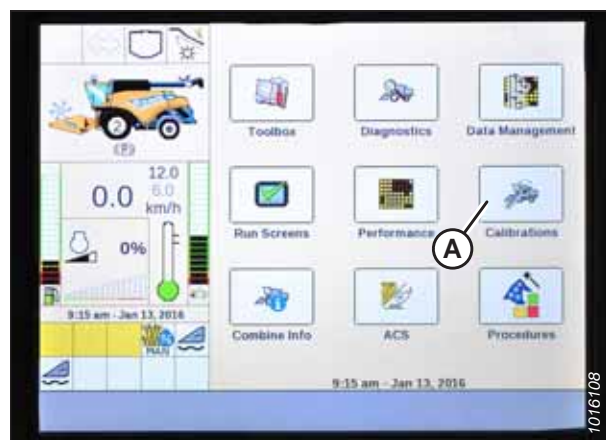 2
(P)
12.0
0.0 6.0
km/h
0%
9:15 am - Jan 13, 2016
MAN
Toolbox Diagnostics Data Management
Run Screens Performance Calibrations
A
Combine Info ACS Procedures
9:15 am - Jan 13, 2016
1016108